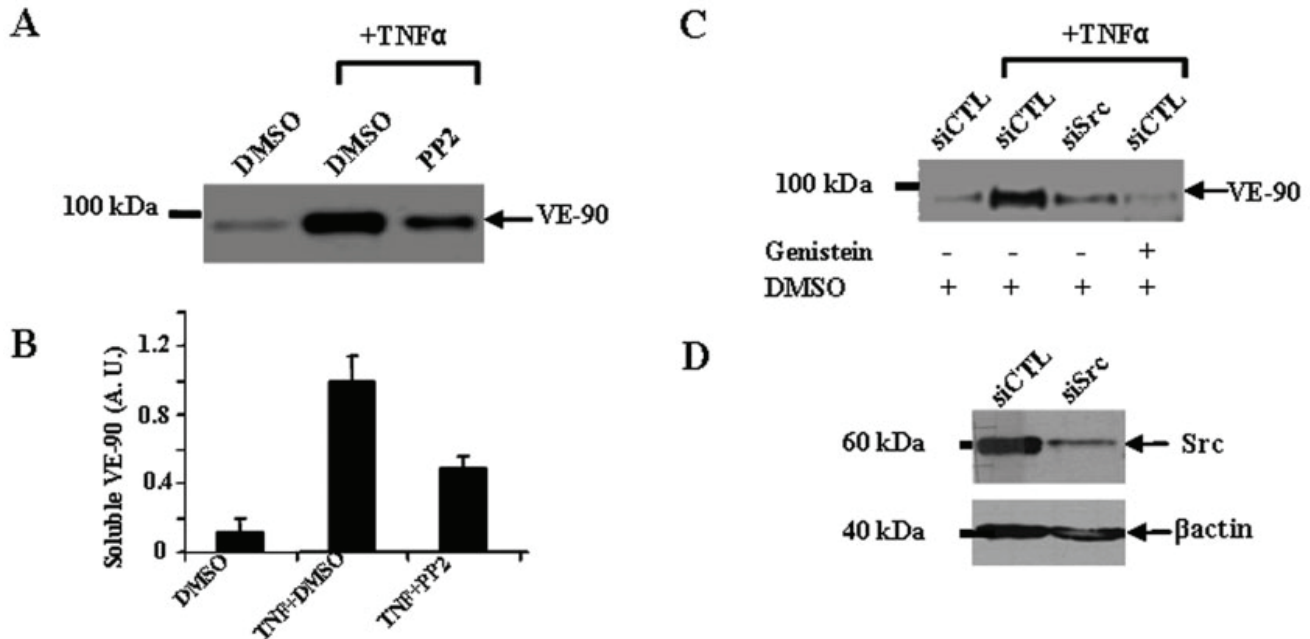 A
+TNFα
DMSO
DMSO
PP2
100 kDa
VE-90
B
Soluble VE-90 (A. U.)
1.2
0.8
0.4
0
DMSO
TNF+DMSO
TNF+PP2
C
+TNFα
siCTL
siCTL
siSrc
siCTL
100 kDa
VE-90
Genistein - - - +
DMSO + + + +
D
siCTL
siSrc
60 kDa
Src
40 kDa
βactin